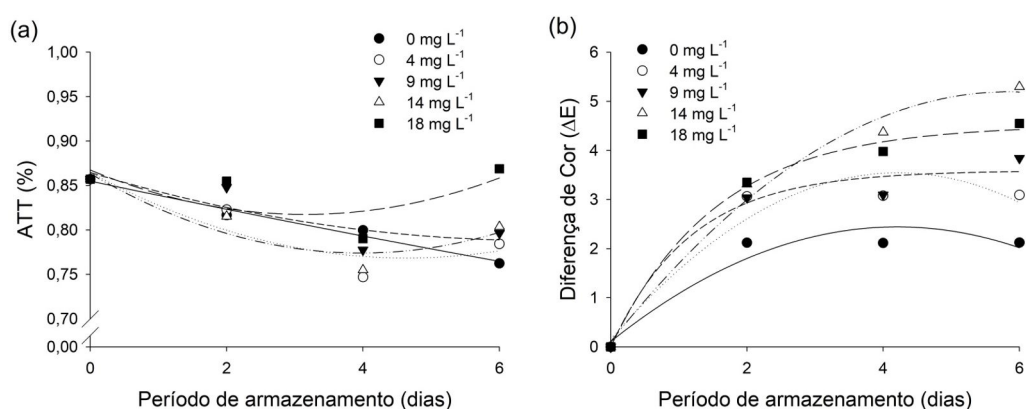 (a)
0 mg L⁻¹
4 mg L⁻¹
9 mg L⁻¹
14 mg L⁻¹
18 mg L⁻¹
ATT (%)
1,00
0,95
0,90
0,85
0,80
0,75
0,70
0,00
0 2 4 6
Período de armazenamento (dias)
(b)
0 mg L⁻¹
4 mg L⁻¹
9 mg L⁻¹
14 mg L⁻¹
18 mg L⁻¹
Diferença de Cor (ΔE)
6
5
4
3
2
1
0
0 2 4 6
Período de armazenamento (dias)